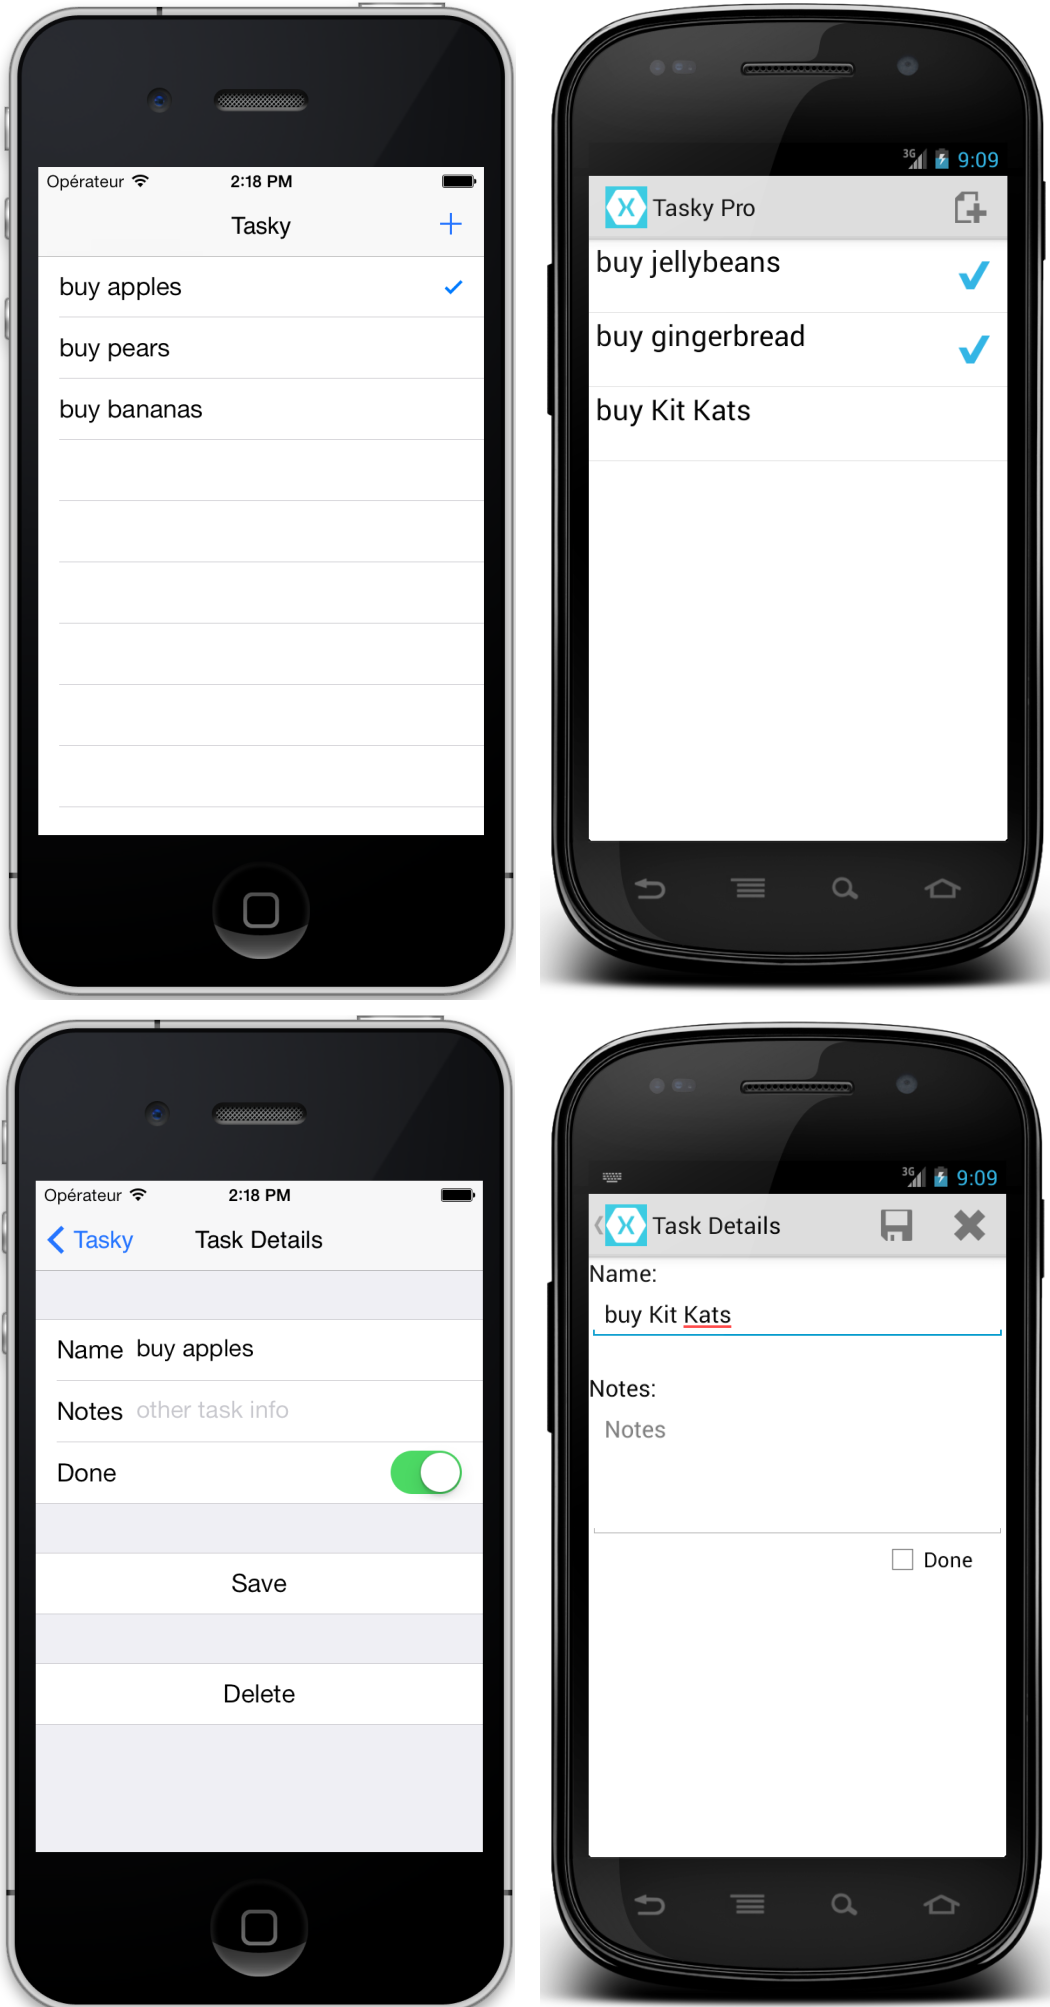 Opérateur 2:18 PM
Tasky
buy apples
buy pears
buy bananas
3G 9:09
Tasky Pro
buy jellybeans
buy gingerbread
buy Kit Kats
Opérateur 2:18 PM
Tasky Task Details
Name buy apples
Notes other task info
Done
Save
Delete
3G 9:09
Task Details
Name:
buy Kit Kats
Notes:
Notes
Done